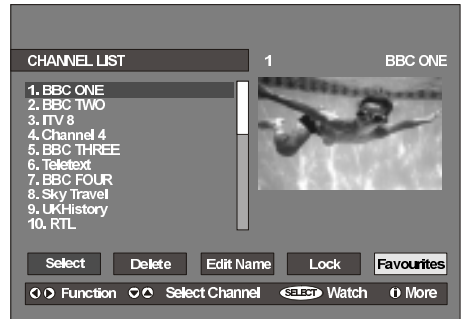 CHANNEL LIST
1 BBC ONE
1. BBC ONE
2. BBC TWO
3. ITV 8
4. Channel 4
5. BBC THREE
6. Teletext
7. BBC FOUR
8. Sky Travel
9. UKHistory
10. RTL
Select Delete Edit Name Lock Favourites
Function Select Channel SELECT Watch i More